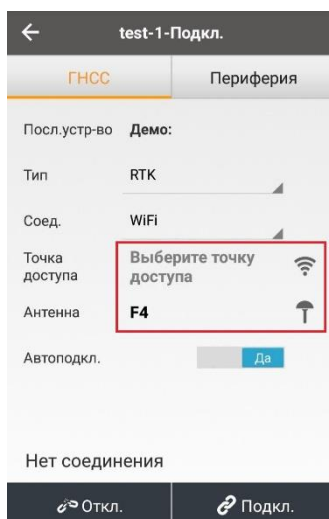 test-1-Подкл.
ГНСС Периферия
Посл.устр-во Демо:
Тип RTK
Соед. WiFi
Точка доступа Выберите точку доступа
Антенна F4
Автоподкл. Да
Нет соединения
Откл. Подкл.